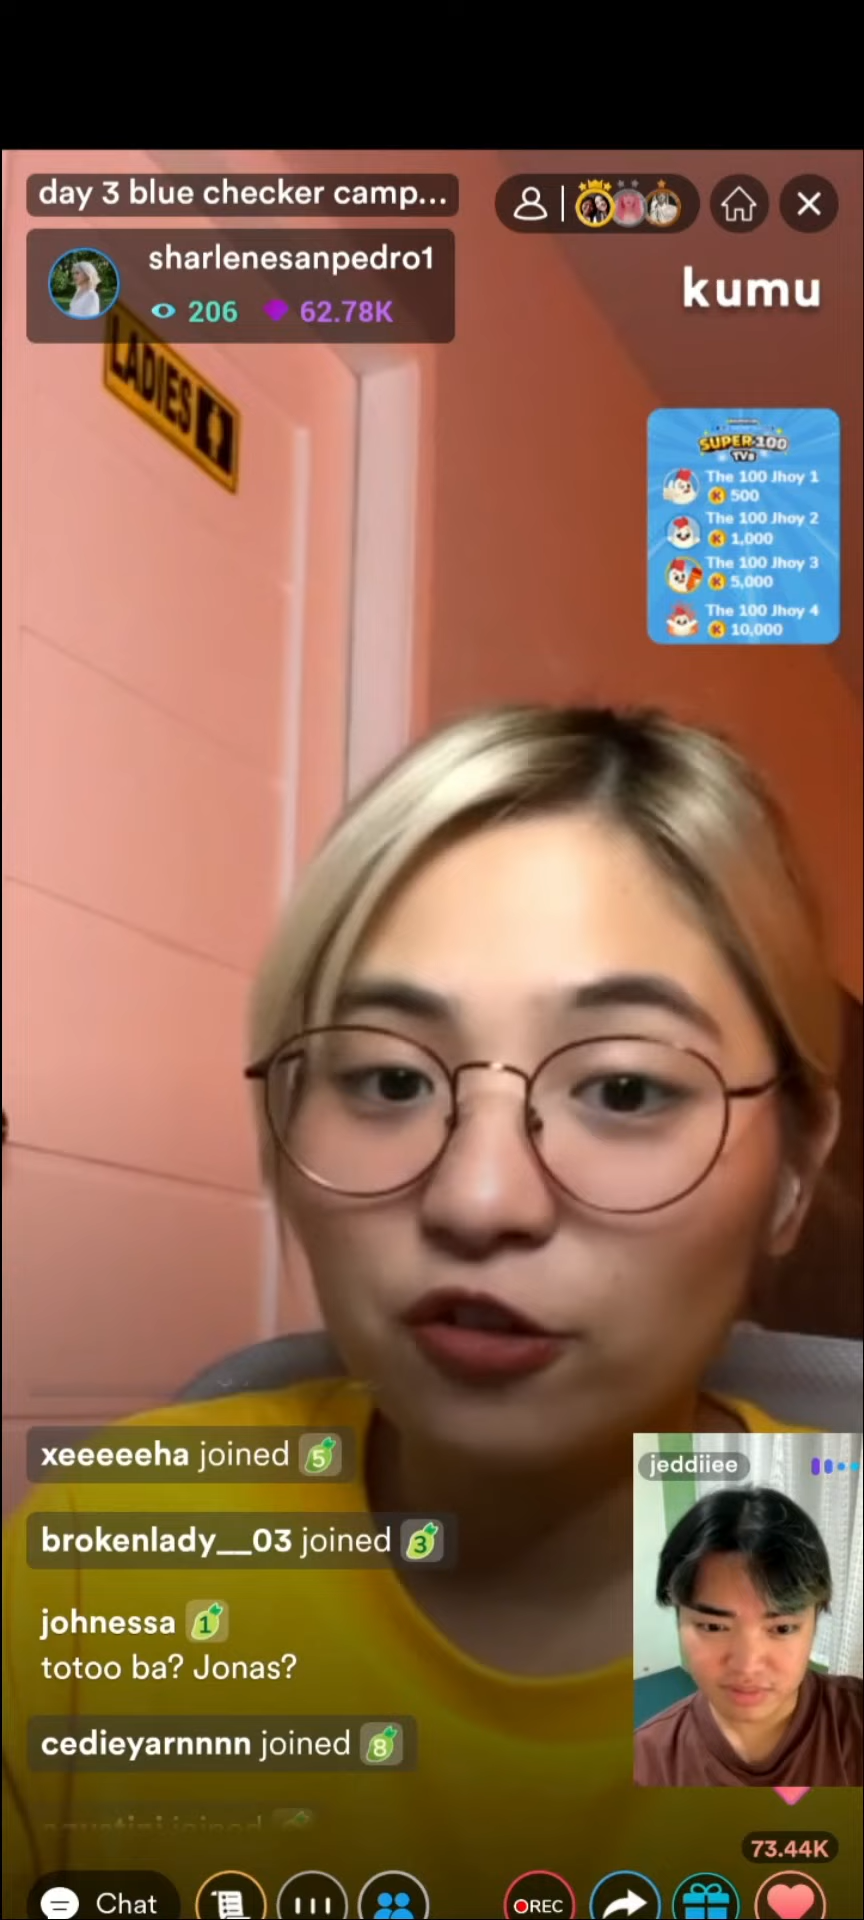 day 3 blue checker camp...
sharlenesanpedro1
206 62.78K
kumu
LADIES
SUPER 100
TVs
The 100 Jhoy 1
K 500
The 100 Jhoy 2
K 1,000
The 100 Jhoy 3
K 5,000
The 100 Jhoy 4
K 10,000
xeeeeeha joined 5
jeddiiee
brokenlady__03 joined 3
johnessa 1
totoo ba? Jonas?
cedieyarnnnn joined 8
joined
73.44K
Chat
REC